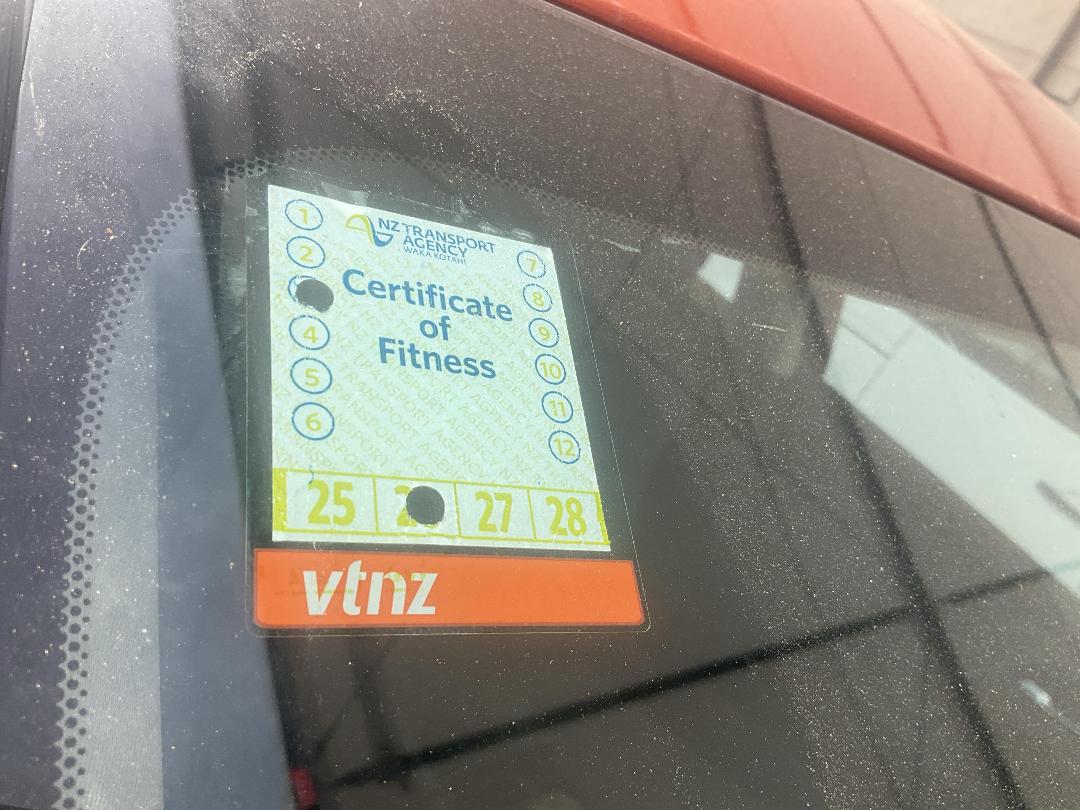 NZ TRANSPORT
AGENCY
WAKA KOTAHI
Certificate
of
Fitness
1
2
4
5
6
7
8
9
10
11
12
25 2 27 28
vtnz